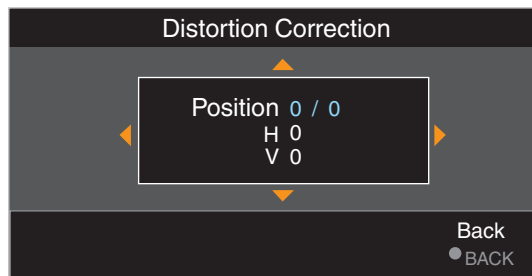 Distortion Correction
Position 0 / 0
H 0
V 0
Back
BACK